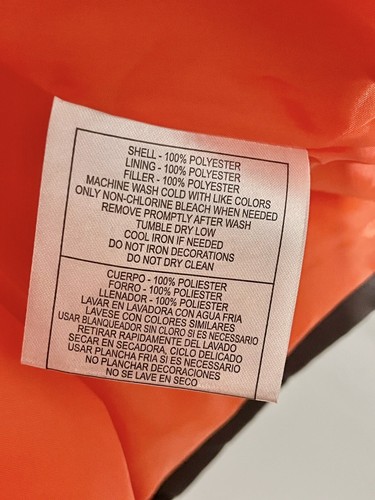 SHELL - 100% POLYESTER
LINING - 100% POLYESTER
FILLER - 100% POLYESTER
MACHINE WASH COLD WITH LIKE COLORS
ONLY NON-CHLORINE BLEACH WHEN NEEDED
REMOVE PROMPTLY AFTER WASH
TUMBLE DRY LOW
COOL IRON IF NEEDED
DO NOT IRON DECORATIONS
DO NOT DRY CLEAN
CUERPO - 100% POLIESTER
FORRO - 100% POLIESTER
LLENADOR - 100% POLIESTER
LAVAR EN LAVADORA CON AGUA FRIA
LAVESE CON COLORES SIMILARES
USAR BLANQUEADOR SIN CLORO SI ES NECESSARIO
RETIRAR RAPIDAMENTE DEL LAVADO
SECAR EN SECADORA, CICLO DELICADO
USAR PLANCHA FRIA SI ES NECESSARIO
NO PLANCHAR DECORACIONES
NO SE LAVE EN SECO